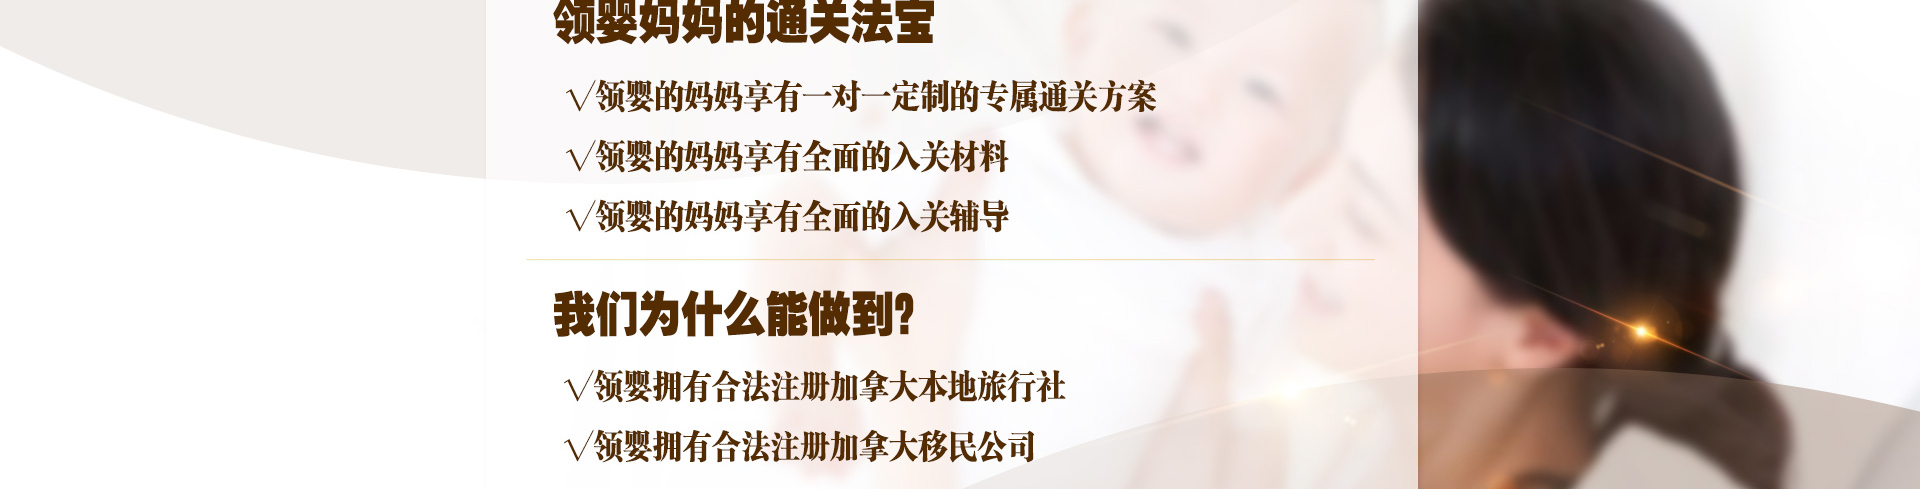 领婴妈妈的通关法宝
√领婴的妈妈享有一对一定制的专属通关方案
√领婴的妈妈享有全面的入关材料
√领婴的妈妈享有全面的入关辅导
我们为什么能做到？
√领婴拥有合法注册加拿大本地旅行社
√领婴拥有合法注册加拿大移民公司